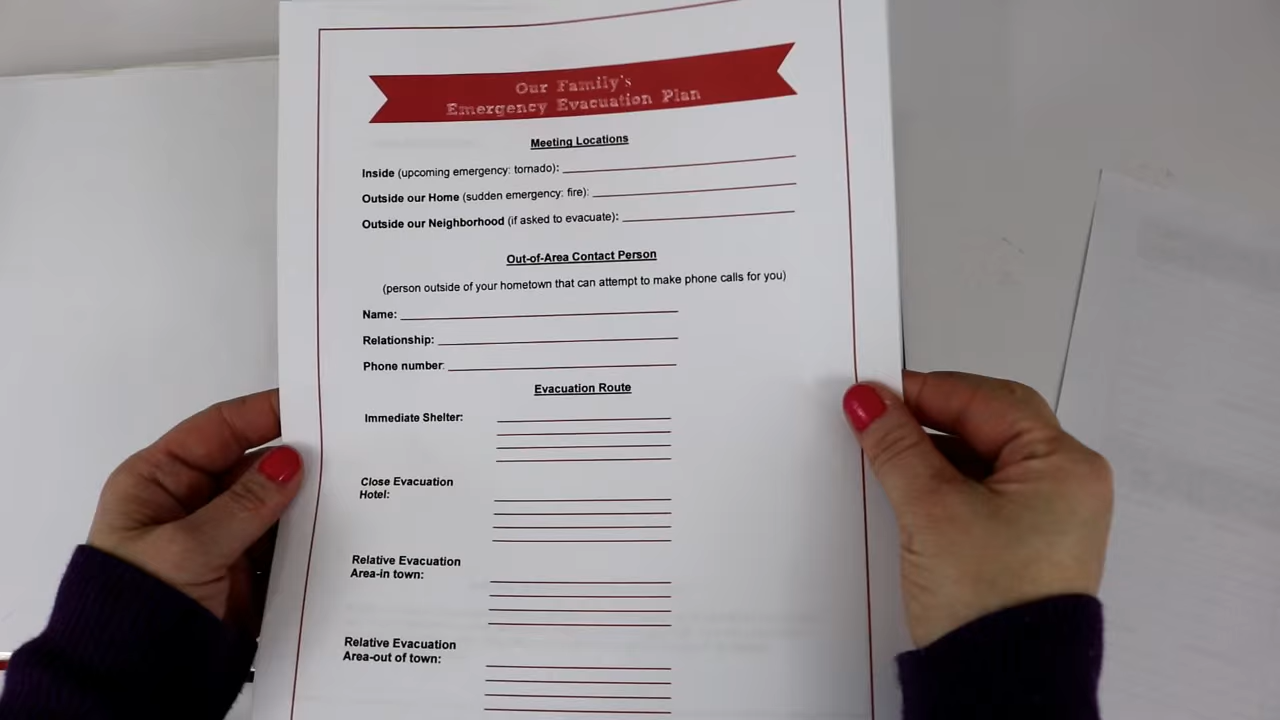 Our Family's
Emergency Evacuation Plan
Meeting Locations
Inside (upcoming emergency: tornado):
Outside our Home (sudden emergency: fire):
Outside our Neighborhood (if asked to evacuate):
Out-of-Area Contact Person
(person outside of your hometown that can attempt to make phone calls for you)
Name:
Relationship:
Phone number:
Evacuation Route
Immediate Shelter:
Close Evacuation
Hotel:
Relative Evacuation
Area-in town:
Relative Evacuation
Area-out of town: